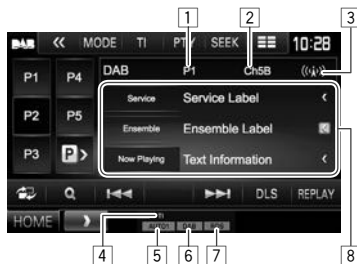 1 2 3
DAB « MODE TI PTY SEEK 10:28
P1 P4 DAB P1 Ch5B
Service Service Label
P2 P5 Ensemble Ensemble Label
P3 P Now Playing Text Information
DLS REPLAY
HOME
4 5 6 7 8